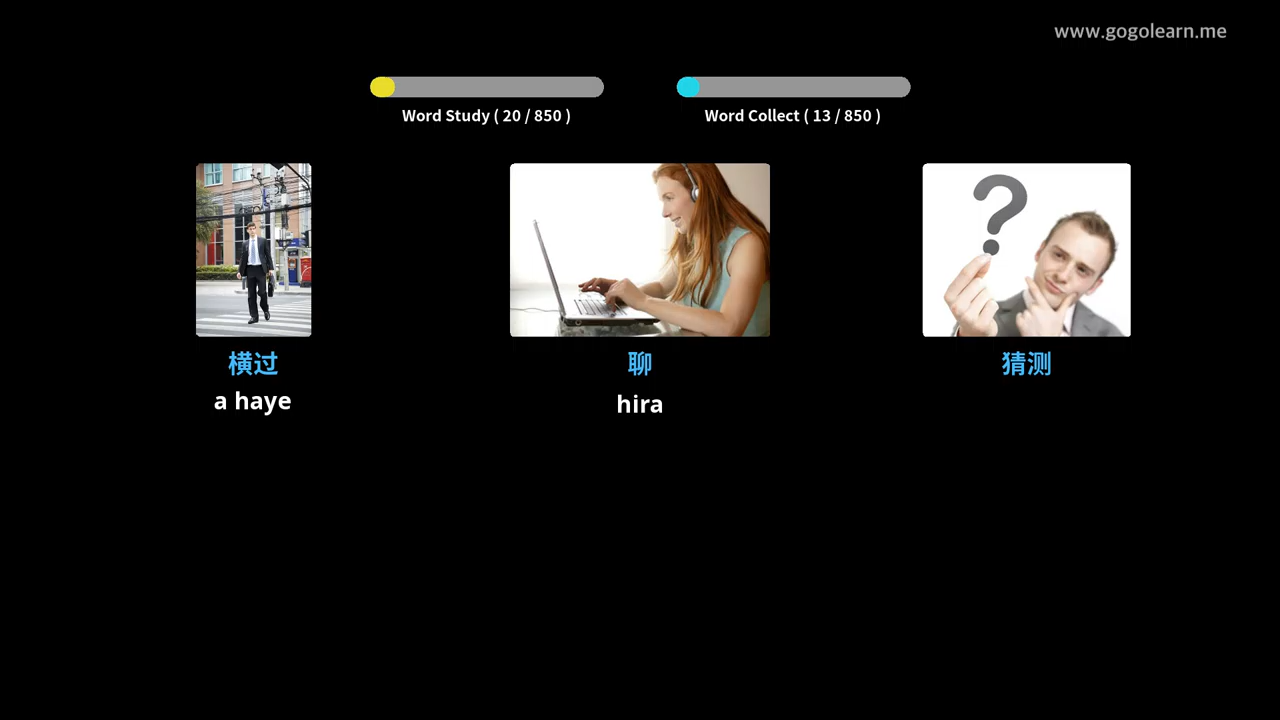 www.gogolearn.me
Word Study ( 20 / 850 )
Word Collect ( 13 / 850 )
横过
聊
猜测
a haye
hira